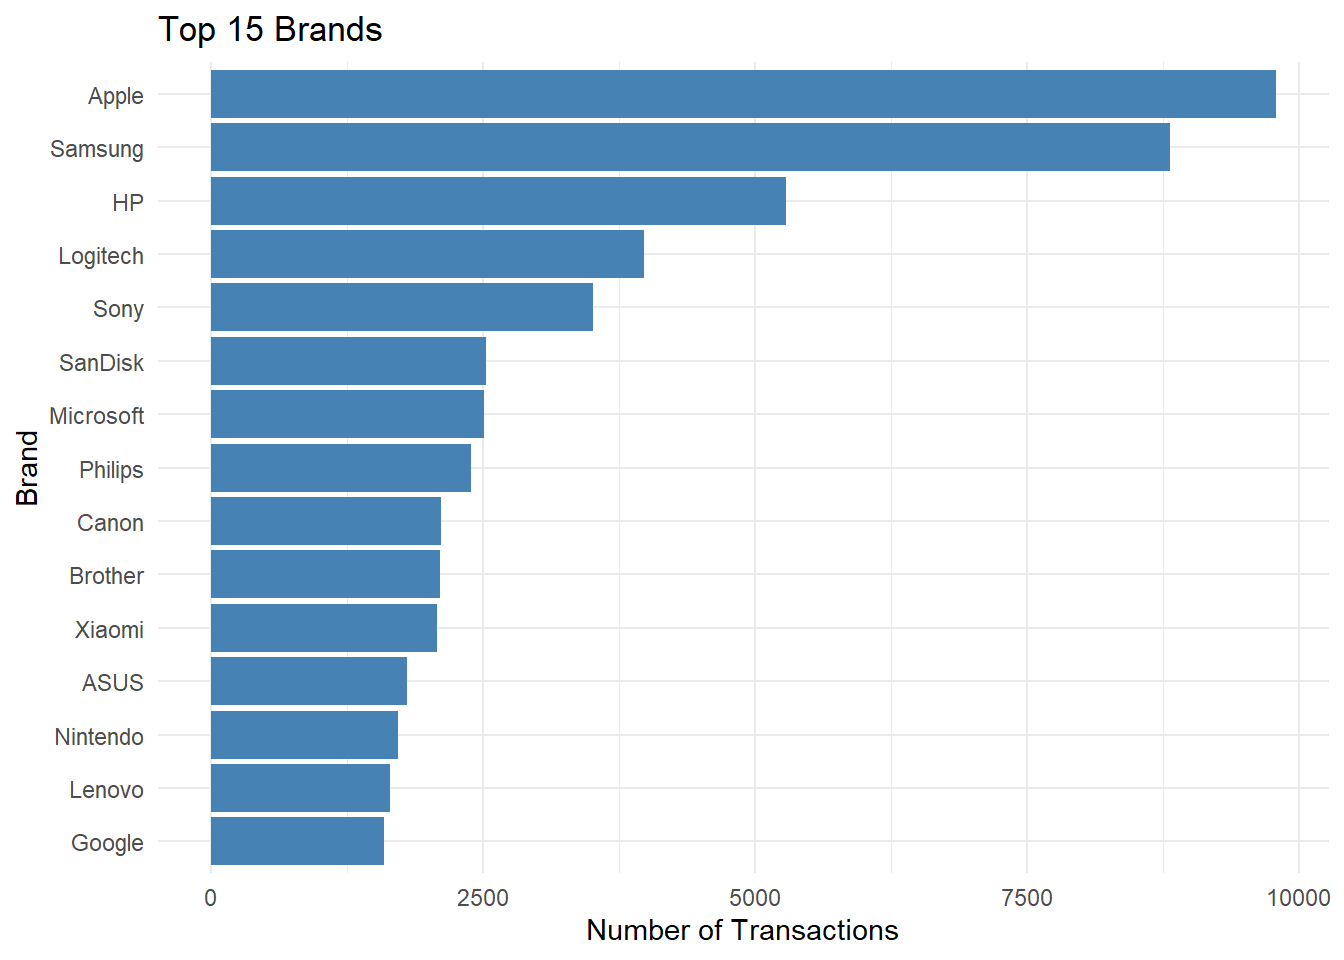 Top 15 Brands
Apple
Samsung
HP
Logitech
Sony
SanDisk
Microsoft
Philips
Canon
Brother
Xiaomi
ASUS
Nintendo
Lenovo
Google
Brand
0 2500 5000 7500 10000
Number of Transactions